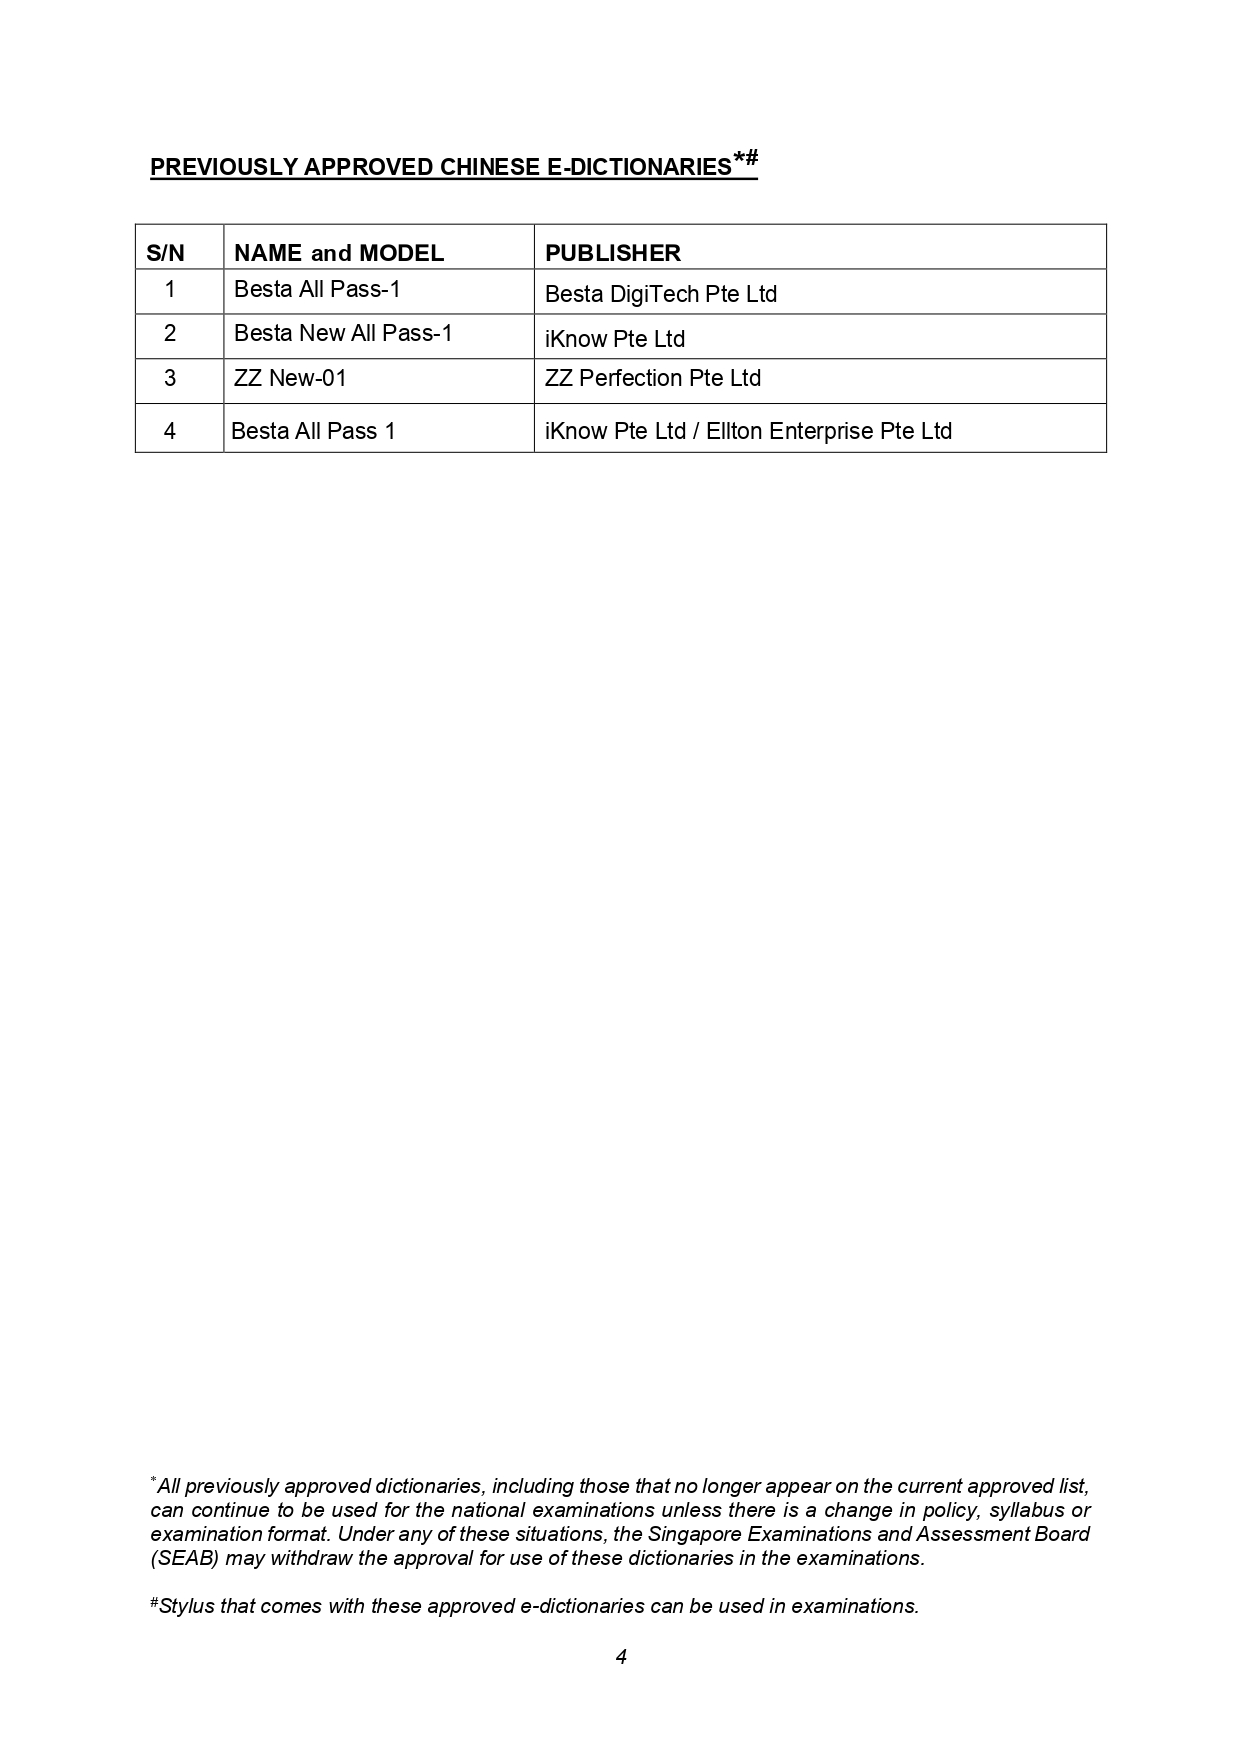 PREVIOUSLY APPROVED CHINESE E-DICTIONARIES*#
S/N NAME and MODEL PUBLISHER
1 Besta All Pass-1 Besta DigiTech Pte Ltd
2 Besta New All Pass-1 iKnow Pte Ltd
3 ZZ New-01 ZZ Perfection Pte Ltd
4 Besta All Pass 1 iKnow Pte Ltd / Ellton Enterprise Pte Ltd
*All previously approved dictionaries, including those that no longer appear on the current approved list,
can continue to be used for the national examinations unless there is a change in policy, syllabus or
examination format. Under any of these situations, the Singapore Examinations and Assessment Board
(SEAB) may withdraw the approval for use of these dictionaries in the examinations.
#Stylus that comes with these approved e-dictionaries can be used in examinations.
4